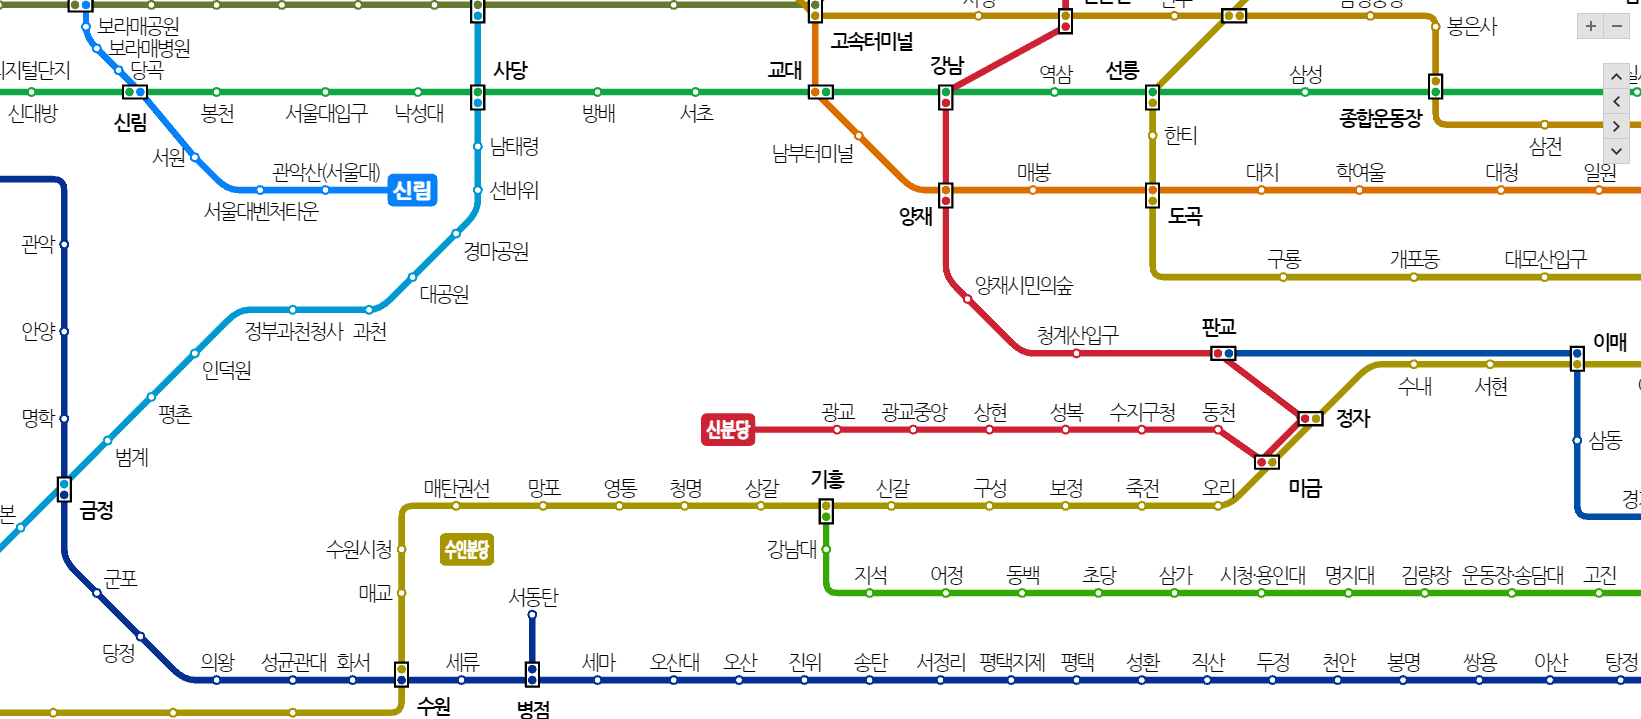 보라매공원
봉은사
보라매병원
고속터미널
지털단지
당곡
사당
교대
강남
역삼
선릉
삼성
신대방
신림
봉천
서울대입구
낙성대
방배
서초
종합운동장
삼전
서원
관악산(서울대)
신림
서울대벤처타운
남태령
선바위
남부터미널
한티
매봉
대치
학여울
대청
일원
양재
도곡
관악
경마공원
구룡
개포동
대모산입구
대공원
양재시민의숲
안양
정부과천청사
과천
청계산입구
판교
이매
인덕원
수내
서현
명학
평촌
신분당
광교
광교중앙
상현
성복
수지구청
동천
정자
삼동
범계
금정
매탄권선
망포
영통
청명
상갈
기흥
신갈
구성
보정
죽전
오리
미금
본
수원시청
수인분당
강남대
군포
매교
서동탄
지석
어정
동백
초당
삼가
시청·용인대
명지대
김량장
운동장·송담대
고진
당정
의왕
성균관대
화서
세류
세마
오산대
오산
진위
송탄
서정리
평택지제
평택
성환
직산
두정
천안
봉명
쌍용
아산
탕정
수원
병점